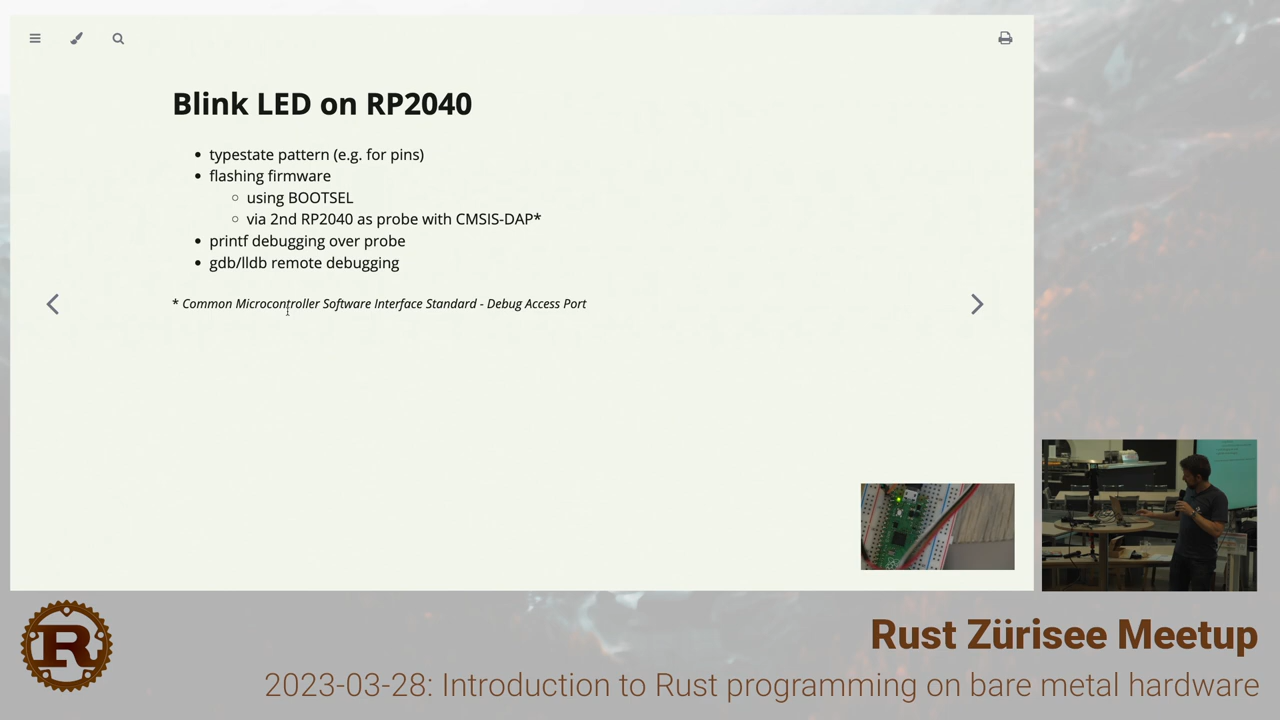 Blink LED on RP2040
typestate pattern (e.g. for pins)
flashing firmware
using BOOTSEL
via 2nd RP2040 as probe with CMSIS-DAP*
printf debugging over probe
gdb/lldb remote debugging
* Common Microcontroller Software Interface Standard - Debug Access Port
R
Rust Zürisee Meetup
2023-03-28: Introduction to Rust programming on bare metal hardware